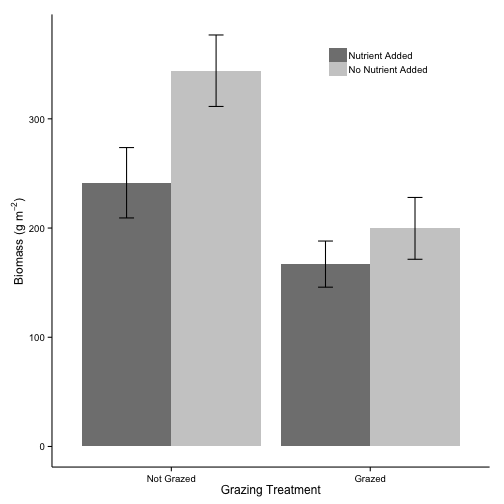 Nutrient Added
No Nutrient Added
300
200
100
0
Biomass (g m⁻²)
Not Grazed
Grazed
Grazing Treatment